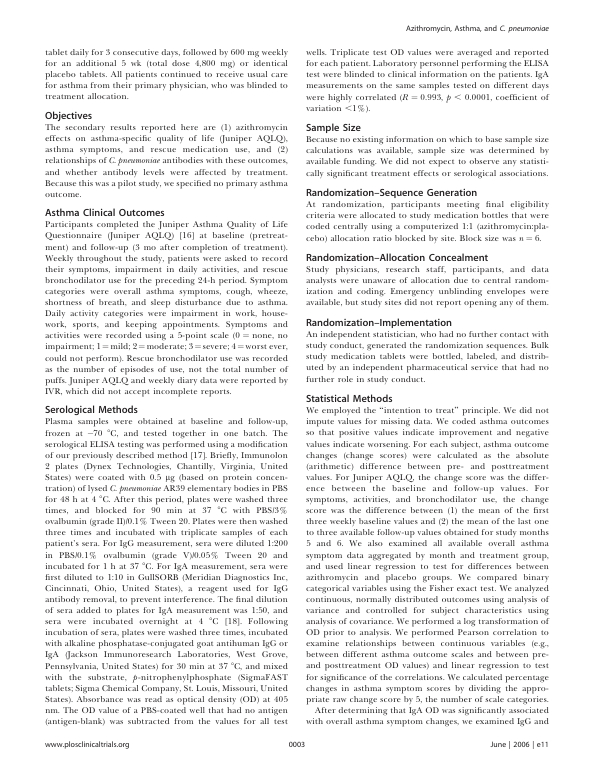 Azithromycin, Asthma, and C. pneumoniae
tablet daily for 3 consecutive days, followed by 600 mg weekly
for an additional 5 wk (total dose 4,800 mg) or identical
placebo tablets. All patients continued to receive usual care
for asthma from their primary physician, who was blinded to
treatment allocation.
Objectives
The secondary results reported here are (1) azithromycin
effects on asthma-specific quality of life (Juniper AQLQ),
asthma symptoms, and rescue medication use, and (2)
relationships of C. pneumoniae antibodies with these outcomes,
and whether antibody levels were affected by treatment.
Because this was a pilot study, we specified no primary asthma
outcome.
Asthma Clinical Outcomes
Participants completed the Juniper Asthma Quality of Life
Questionnaire (Juniper AQLQ) [16] at baseline (pretreat-
ment) and follow-up (3 mo after completion of treatment).
Weekly throughout the study, patients were asked to record
their symptoms, impairment in daily activities, and rescue
bronchodilator use for the preceding 24-h period. Symptom
categories were overall asthma symptoms, cough, wheeze,
shortness of breath, and sleep disturbance due to asthma.
Daily activity categories were impairment in work, house-
work, sports, and keeping appointments. Symptoms and
activities were recorded using a 5-point scale (0 = none, no
impairment; 1 = mild; 2 = moderate; 3 = severe; 4 = worst ever,
could not perform). Rescue bronchodilator use was recorded
as the number of episodes of use, not the total number of
puffs. Juniper AQLQ and weekly diary data were reported by
IVR, which did not accept incomplete reports.
Serological Methods
Plasma samples were obtained at baseline and follow-up,
frozen at −70 °C, and tested together in one batch. The
serological ELISA testing was performed using a modification
of our previously described method [17]. Briefly, Immunolon
2 plates (Dynex Technologies, Chantilly, Virginia, United
States) were coated with 0.5 μg (based on protein concen-
tration) of lysed C. pneumoniae AR39 elementary bodies in PBS
for 48 h at 4 °C. After this period, plates were washed three
times, and blocked for 90 min at 37 °C with PBS/3%
ovalbumin (grade II)/0.1% Tween 20. Plates were then washed
three times and incubated with triplicate samples of each
patient's sera. For IgG measurement, sera were diluted 1:200
in PBS/0.1% ovalbumin (grade V)/0.05% Tween 20 and
incubated for 1 h at 37 °C. For IgA measurement, sera were
first diluted to 1:10 in GullSORB (Meridian Diagnostics Inc,
Cincinnati, Ohio, United States), a reagent used for IgG
antibody removal, to prevent interference. The final dilution
of sera added to plates for IgA measurement was 1:50, and
sera were incubated overnight at 4 °C [18]. Following
incubation of sera, plates were washed three times, incubated
with alkaline phosphatase-conjugated goat antihuman IgG or
IgA (Jackson Immunoresearch Laboratories, West Grove,
Pennsylvania, United States) for 30 min at 37 °C, and mixed
with the substrate, p-nitrophenylphosphate (SigmaFAST
tablets; Sigma Chemical Company, St. Louis, Missouri, United
States). Absorbance was read as optical density (OD) at 405
nm. The OD value of a PBS-coated well that had no antigen
(antigen-blank) was subtracted from the values for all test
wells. Triplicate test OD values were averaged and reported
for each patient. Laboratory personnel performing the ELISA
test were blinded to clinical information on the patients. IgA
measurements on the same samples tested on different days
were highly correlated (R = 0.993, p < 0.0001, coefficient of
variation <1%).
Sample Size
Because no existing information on which to base sample size
calculations was available, sample size was determined by
available funding. We did not expect to observe any statisti-
cally significant treatment effects or serological associations.
Randomization–Sequence Generation
At randomization, participants meeting final eligibility
criteria were allocated to study medication bottles that were
coded centrally using a computerized 1:1 (azithromycin:pla-
cebo) allocation ratio blocked by site. Block size was n = 6.
Randomization–Allocation Concealment
Study physicians, research staff, participants, and data
analysts were unaware of allocation due to central random-
ization and coding. Emergency unblinding envelopes were
available, but study sites did not report opening any of them.
Randomization–Implementation
An independent statistician, who had no further contact with
study conduct, generated the randomization sequences. Bulk
study medication tablets were bottled, labeled, and distrib-
uted by an independent pharmaceutical service that had no
further role in study conduct.
Statistical Methods
We employed the "intention to treat" principle. We did not
impute values for missing data. We coded asthma outcomes
so that positive values indicate improvement and negative
values indicate worsening. For each subject, asthma outcome
changes (change scores) were calculated as the absolute
(arithmetic) difference between pre- and posttreatment
values. For Juniper AQLQ, the change score was the differ-
ence between the baseline and follow-up values. For
symptoms, activities, and bronchodilator use, the change
score was the difference between (1) the mean of the first
three weekly baseline values and (2) the mean of the last one
to three available follow-up values obtained for study months
5 and 6. We also examined all available overall asthma
symptom data aggregated by month and treatment group,
and used linear regression to test for differences between
azithromycin and placebo groups. We compared binary
categorical variables using the Fisher exact test. We analyzed
continuous, normally distributed outcomes using analysis of
variance and controlled for subject characteristics using
analysis of covariance. We performed a log transformation of
OD prior to analysis. We performed Pearson correlation to
examine relationships between continuous variables (e.g.,
between different asthma outcome scales and between pre-
and posttreatment OD values) and linear regression to test
for significance of the correlations. We calculated percentage
changes in asthma symptom scores by dividing the appro-
priate raw change score by 5, the number of scale categories.
After determining that IgA OD was significantly associated
with overall asthma symptom changes, we examined IgG and
www.plosclinicaltrials.org
0003
June | 2006 | e11